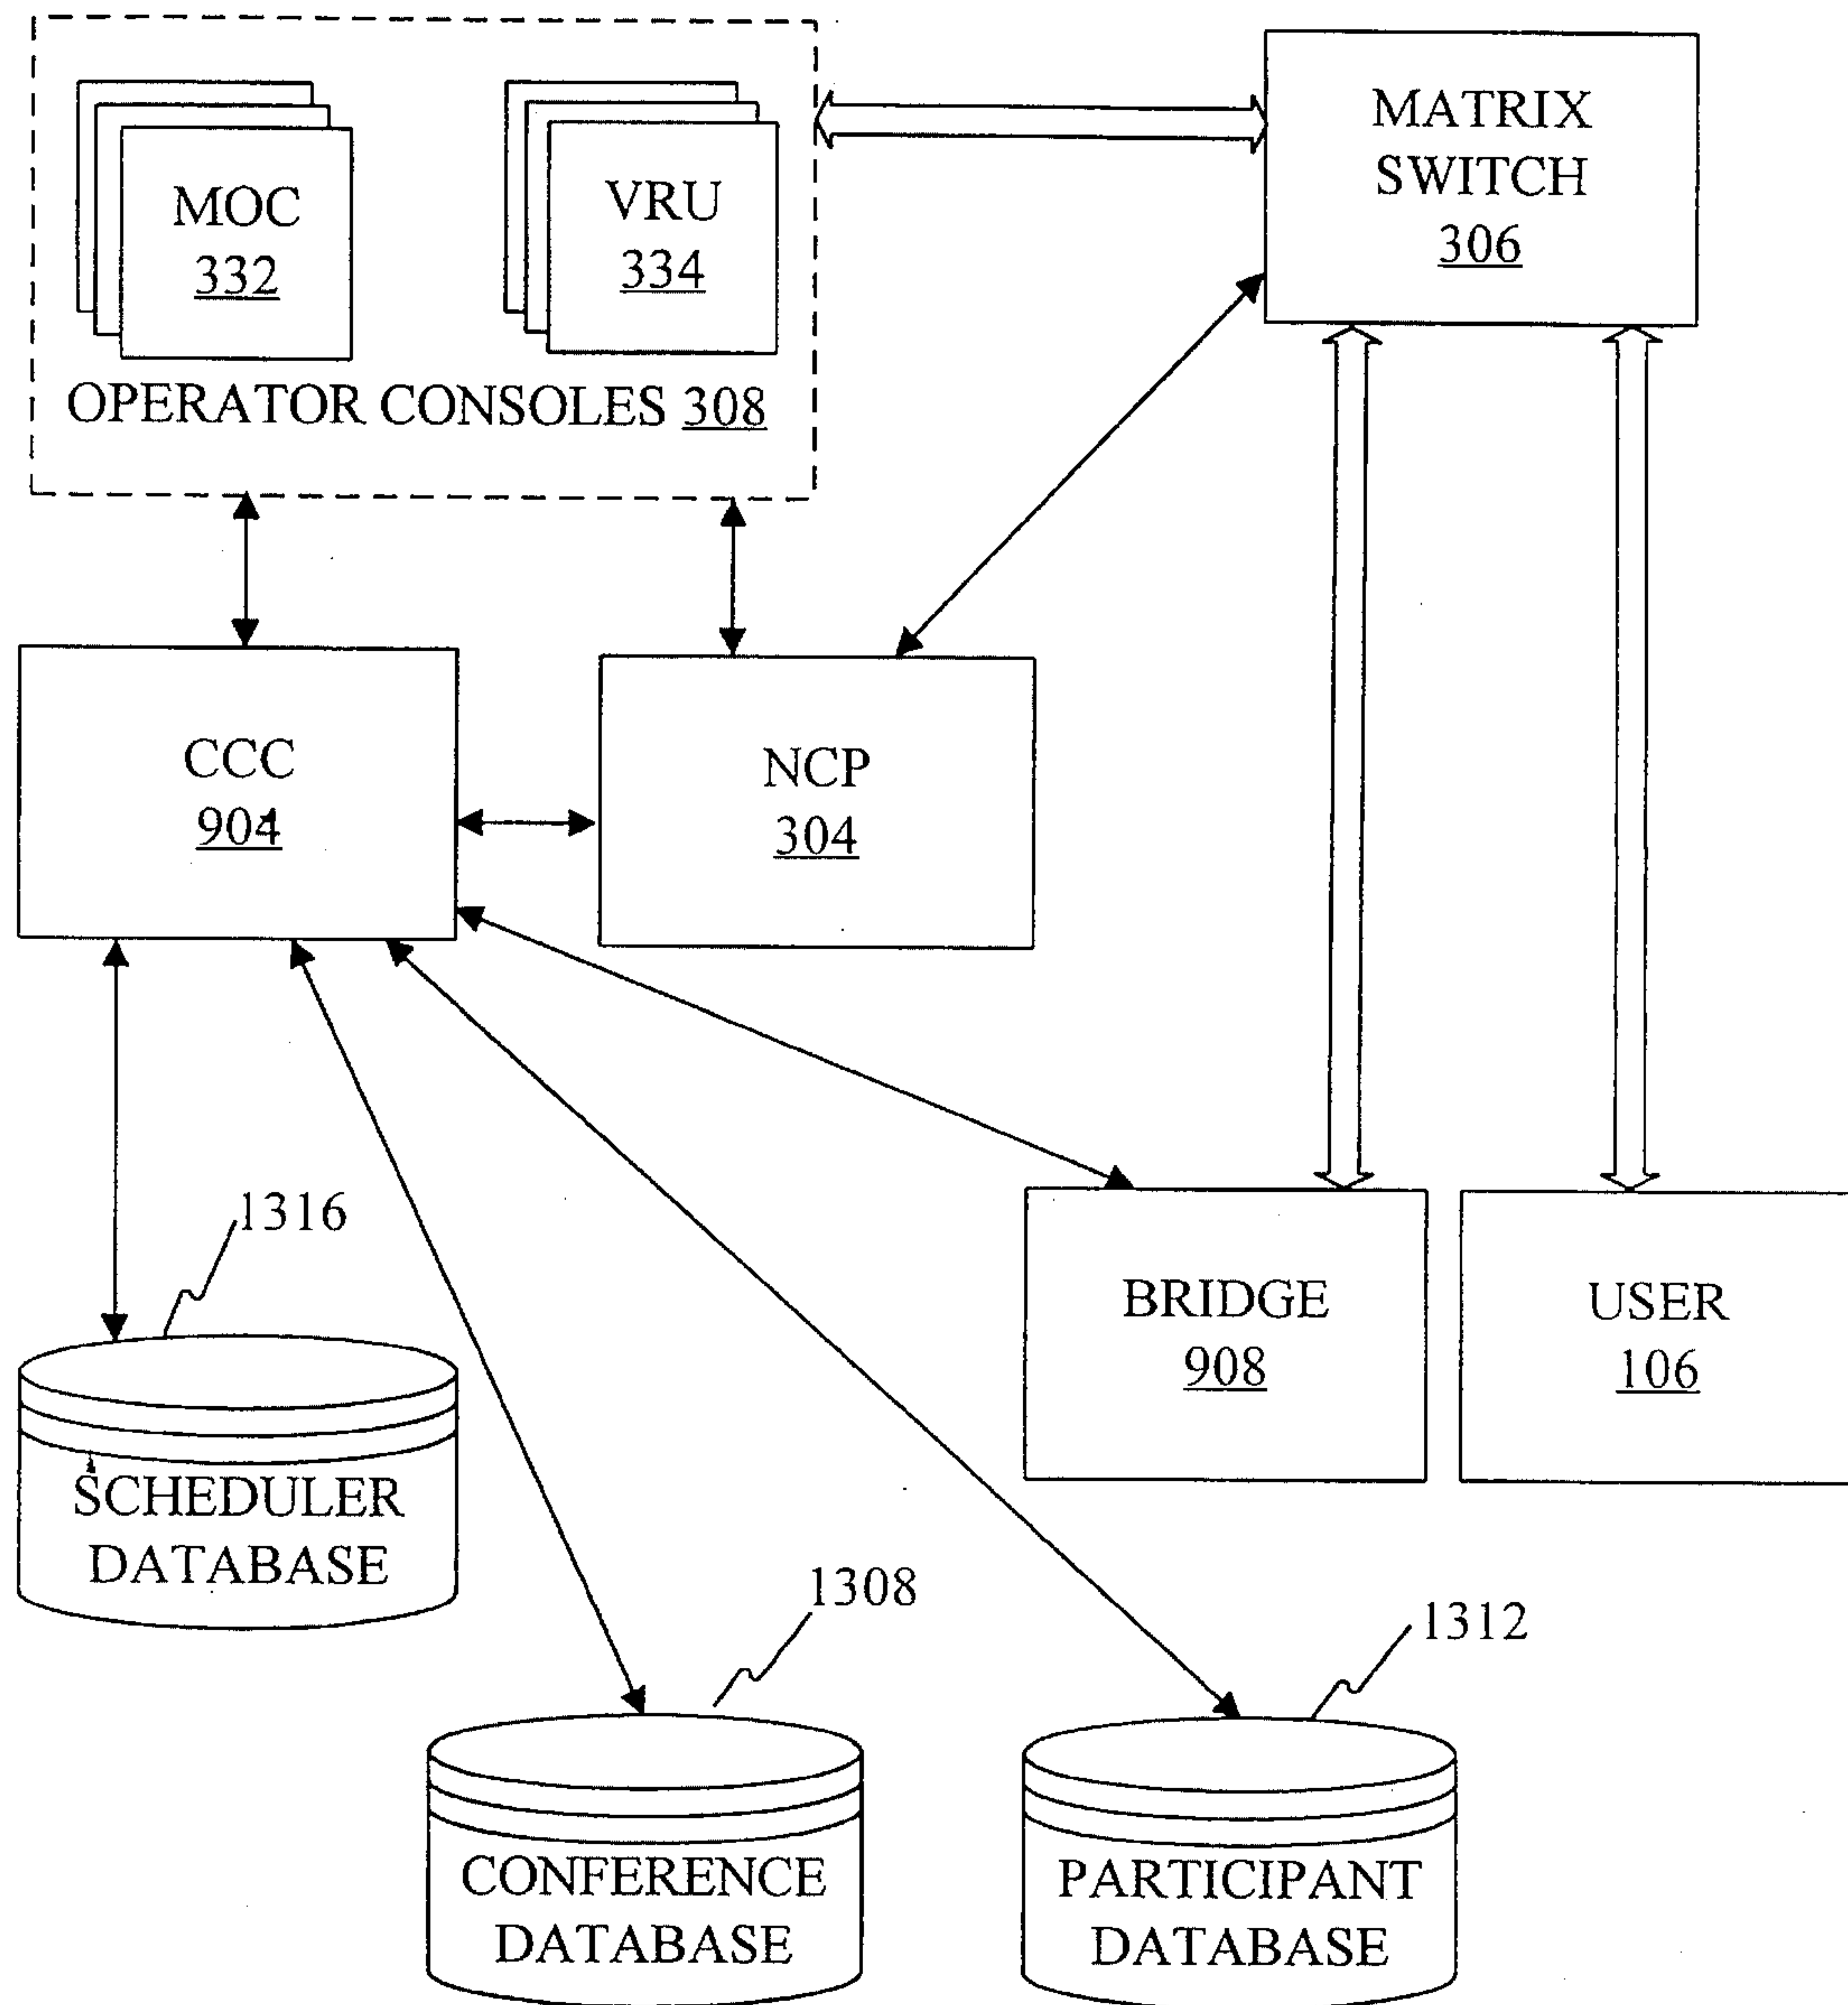 MOC
332
VRU
334
OPERATOR CONSOLES 308
MATRIX
SWITCH
306
CCC
904
NCP
304
1316
SCHEDULER
DATABASE
BRIDGE
908
USER
106
1308
CONFERENCE
DATABASE
1312
PARTICIPANT
DATABASE